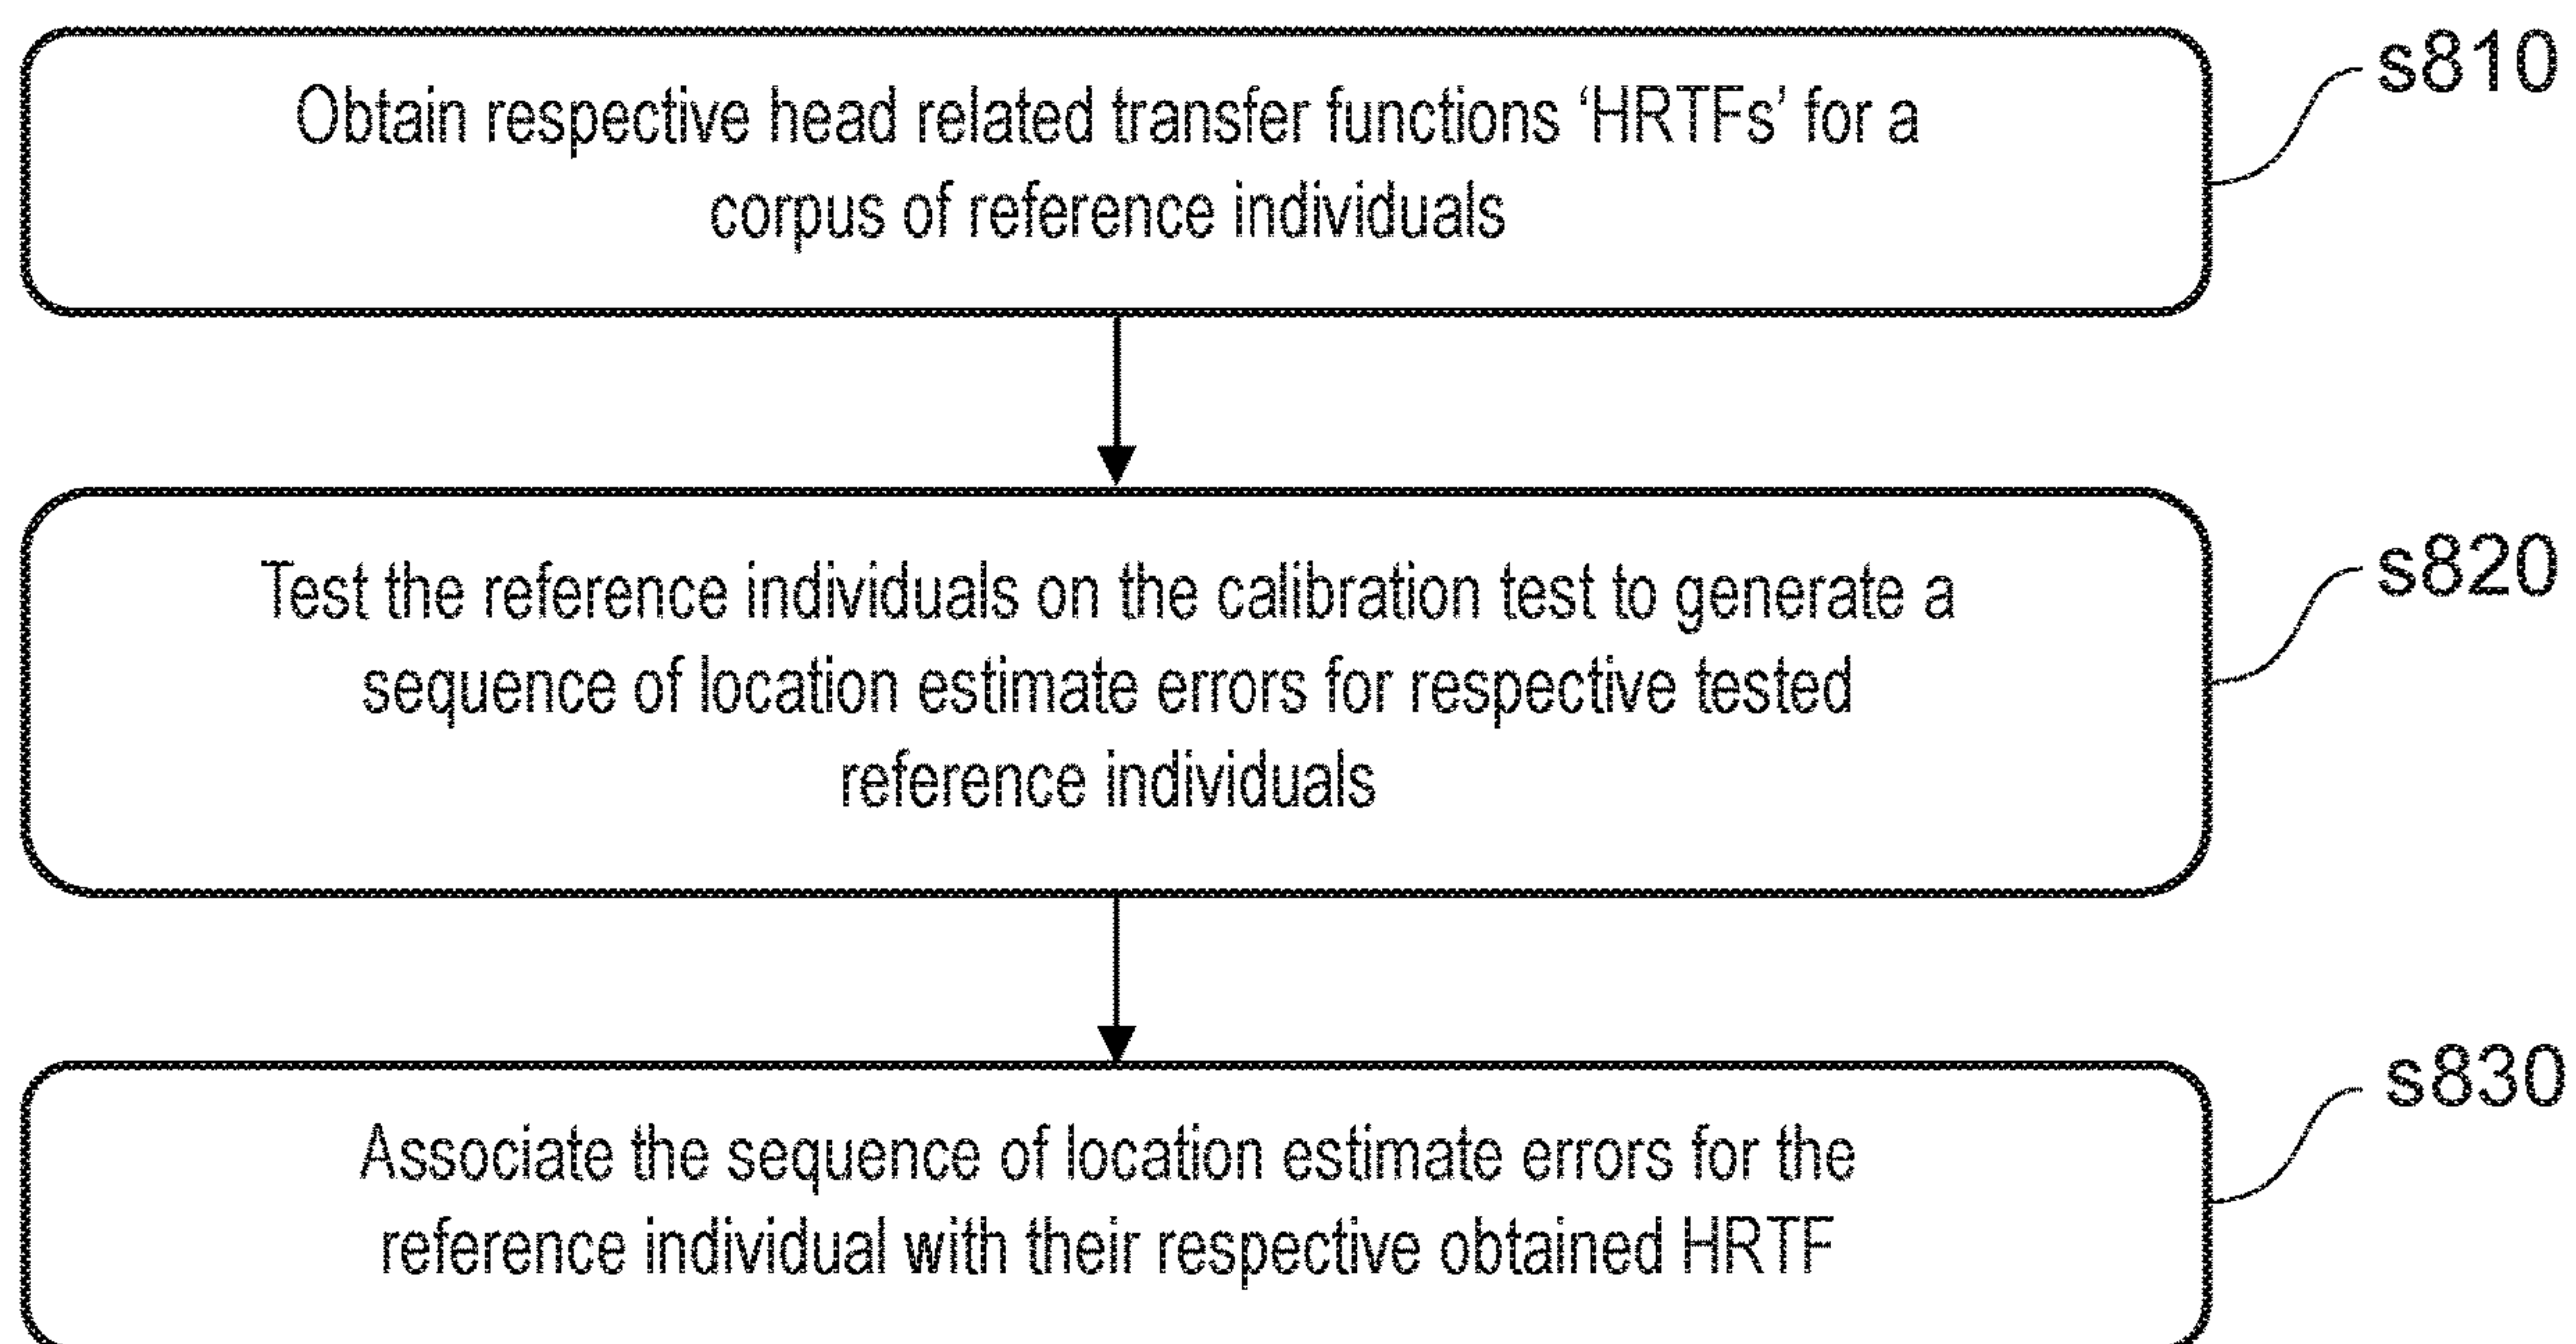 s810
Obtain respective head related transfer functions ‘HRTFs’ for a
corpus of reference individuals
s820
Test the reference individuals on the calibration test to generate a
sequence of location estimate errors for respective tested
reference individuals
s830
Associate the sequence of location estimate errors for the
reference individual with their respective obtained HRTF